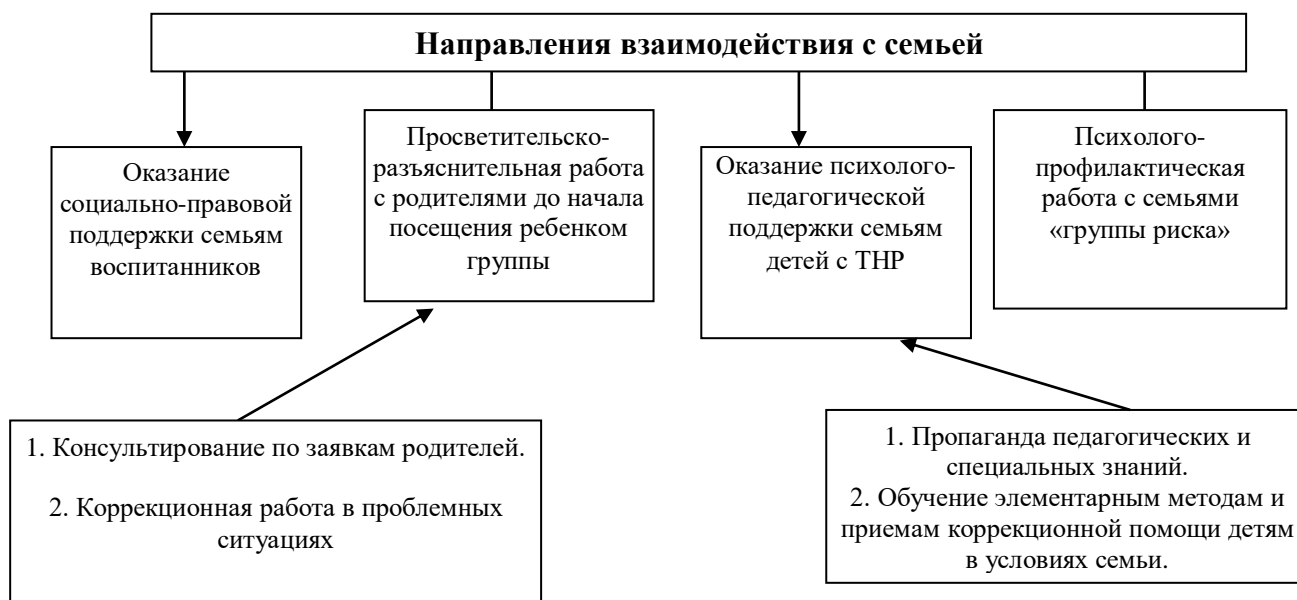 Направления взаимодействия с семьей
Оказание
социально-правовой
поддержки семьям
воспитанников
Просветительско-
разъяснительная работа
с родителями до начала
посещения ребенком
группы
Оказание психолого-
педагогической
поддержки семьям
детей с ТНР
Психолого-
профилактическая
работа с семьями
«группы риска»
1. Консультирование по заявкам родителей.
2. Коррекционная работа в проблемных
ситуациях
1. Пропаганда педагогических и
специальных знаний.
2. Обучение элементарным методам и
приемам коррекционной помощи детям
в условиях семьи.